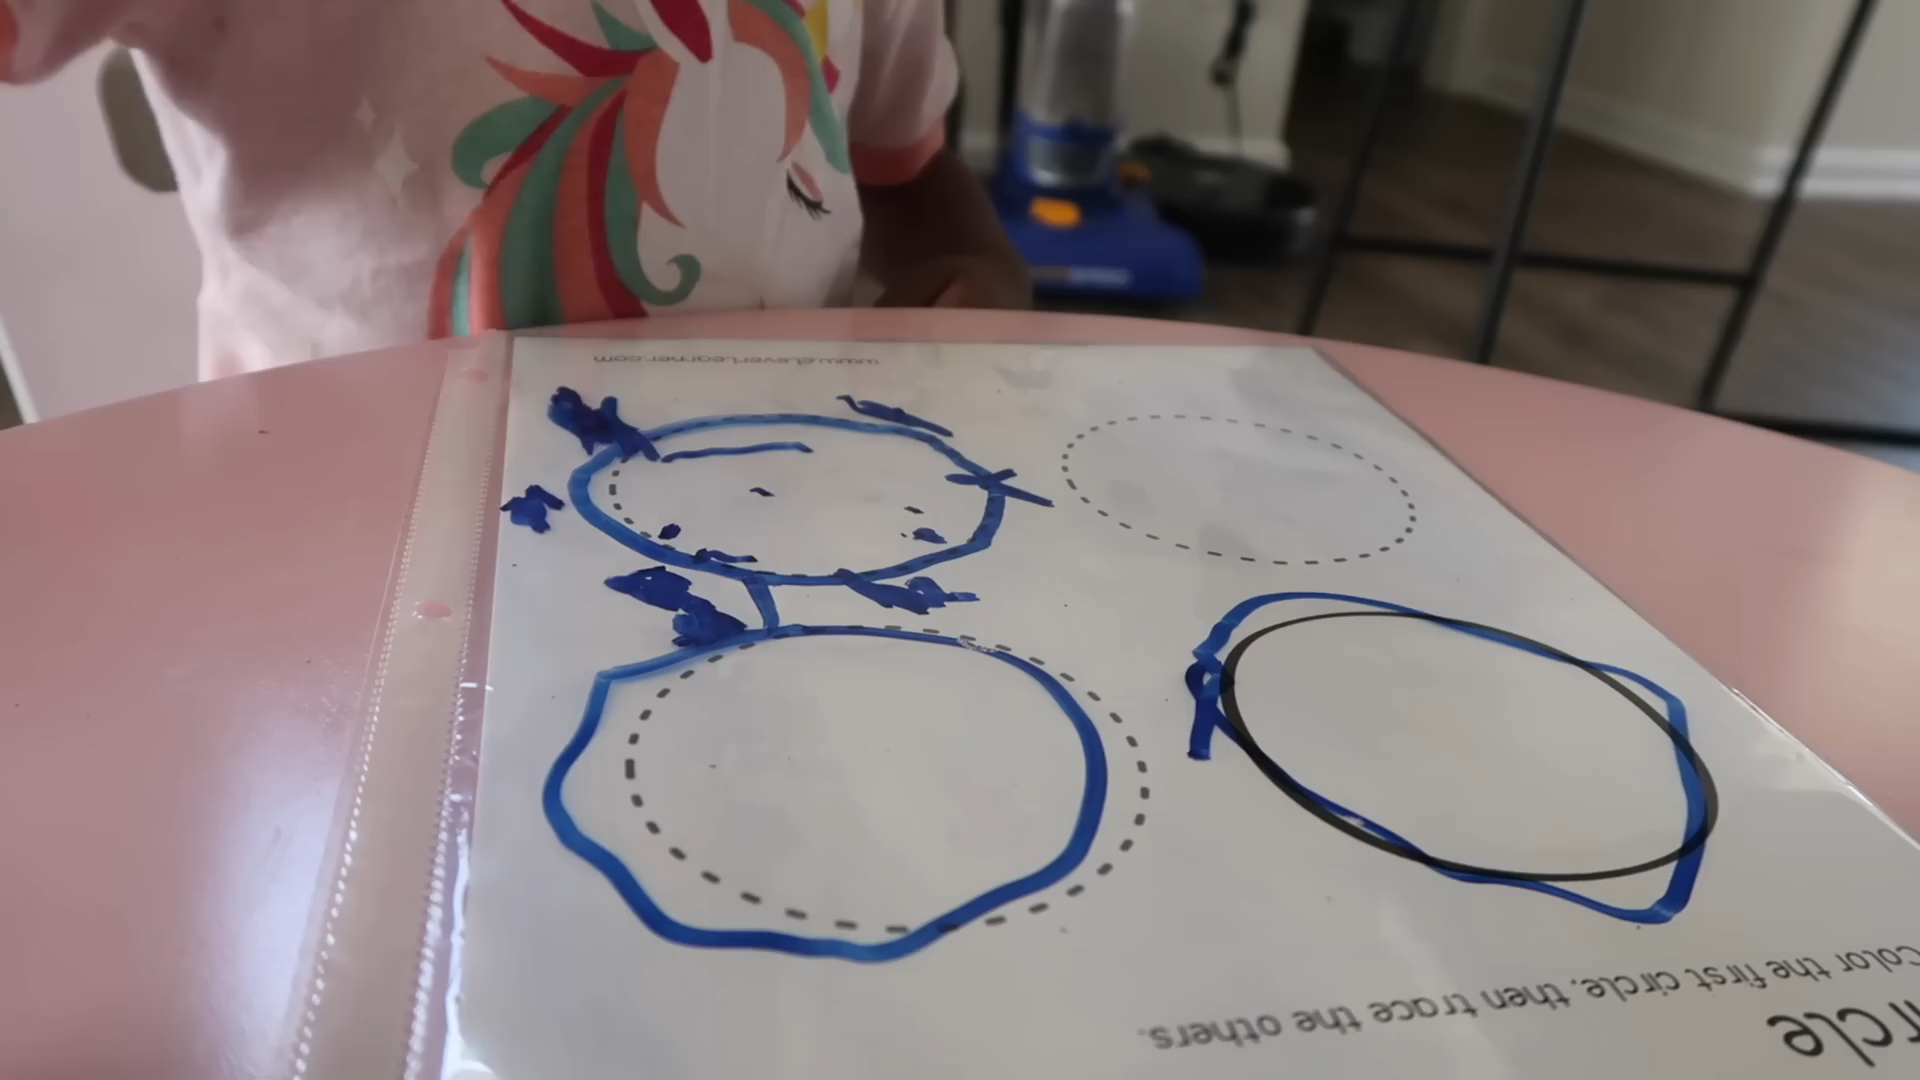 rcle
Color the first circle, then trace the others.
www.cleverlearner.com